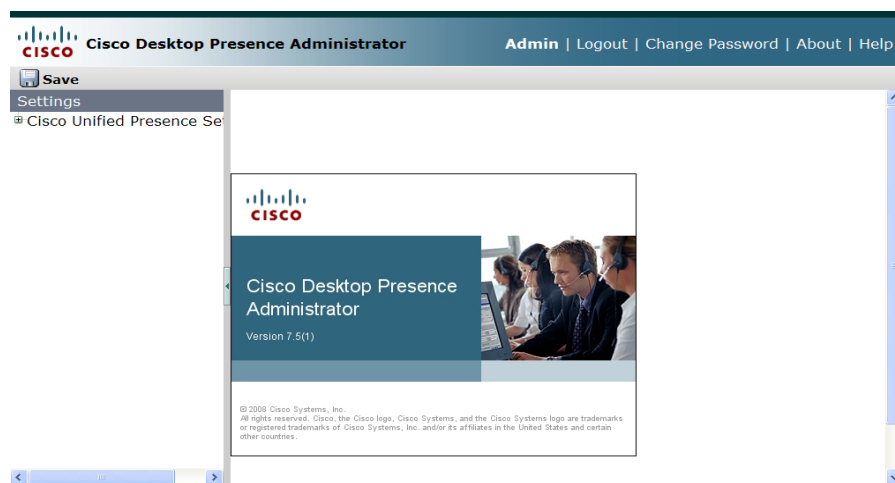 CISCO Cisco Desktop Presence Administrator Admin | Logout | Change Password | About | Help
Save
Settings
Cisco Unified Presence Se
CISCO
Cisco Desktop Presence
Administrator
Version 7.5(1)
© 2008 Cisco Systems, Inc.
All rights reserved. Cisco, the Cisco logo, Cisco Systems, and the Cisco Systems logo are trademarks
or registered trademarks of Cisco Systems, Inc. and/or its affiliates in the United States and certain
other countries.